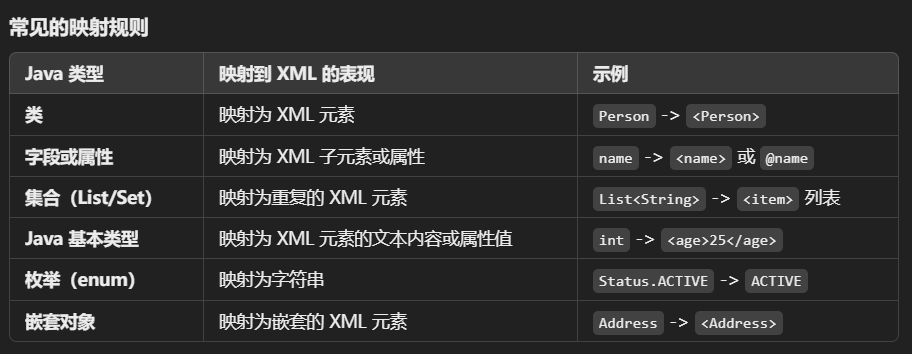 常见的映射规则
Java 类型 映射到 XML 的表现 示例
类 映射为 XML 元素 Person -> <Person>
字段或属性 映射为 XML 子元素或属性 name -> <name> 或 @name
集合（List/Set） 映射为重复的 XML 元素 List<String> -> <item> 列表
Java 基本类型 映射为 XML 元素的文本内容或属性值 int -> <age>25</age>
枚举（enum） 映射为字符串 Status.ACTIVE -> ACTIVE
嵌套对象 映射为嵌套的 XML 元素 Address -> <Address>